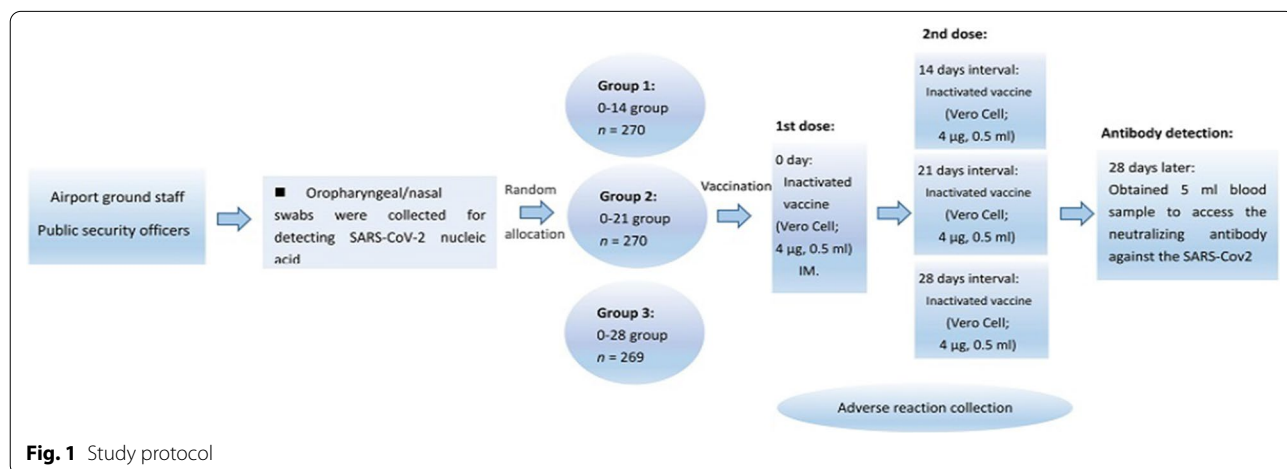 Airport ground staff
Public security officers
■ Oropharyngeal/nasal
swabs were collected for
detecting SARS-CoV-2 nucleic
acid
Random
allocation
Group 1:
0-14 group
n = 270
Group 2:
0-21 group
n = 270
Group 3:
0-28 group
n = 269
Vaccination
1st dose:
0 day:
Inactivated
vaccine
(Vero Cell;
4 µg, 0.5 ml)
IM.
2nd dose:
14 days interval:
Inactivated vaccine
(Vero Cell;
4 µg, 0.5 ml)
21 days interval:
Inactivated vaccine
(Vero Cell;
4 µg, 0.5 ml)
28 days interval:
Inactivated vaccine
(Vero Cell;
4 µg, 0.5 ml)
Antibody detection:
28 days later:
Obtained 5 ml blood
sample to access the
neutralizing antibody
against the SARS-Cov2
Adverse reaction collection
Fig. 1 Study protocol